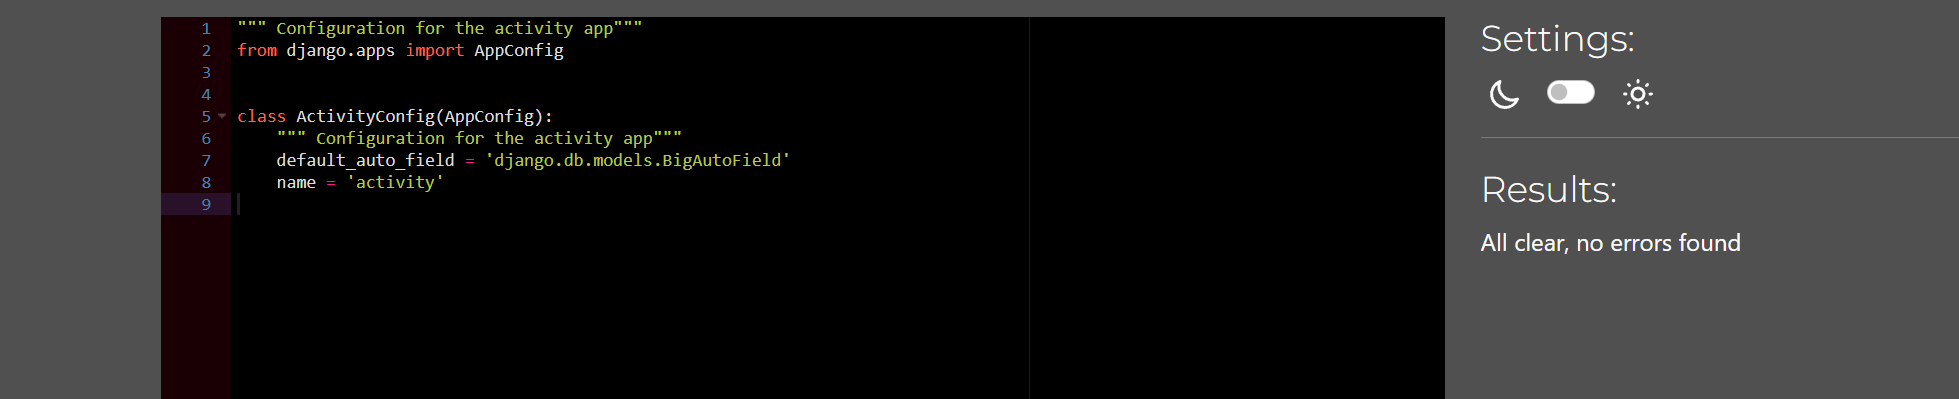 1 """ Configuration for the activity app"""
2 from django.apps import AppConfig
3
4
5 class ActivityConfig(AppConfig):
6     """ Configuration for the activity app"""
7     default_auto_field = 'django.db.models.BigAutoField'
8     name = 'activity'
9
Settings:
Results:
All clear, no errors found